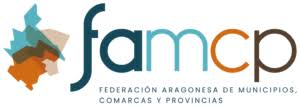 famcp
FEDERACIÓN ARAGONESA DE MUNICIPIOS,
COMARCAS Y PROVINCIAS